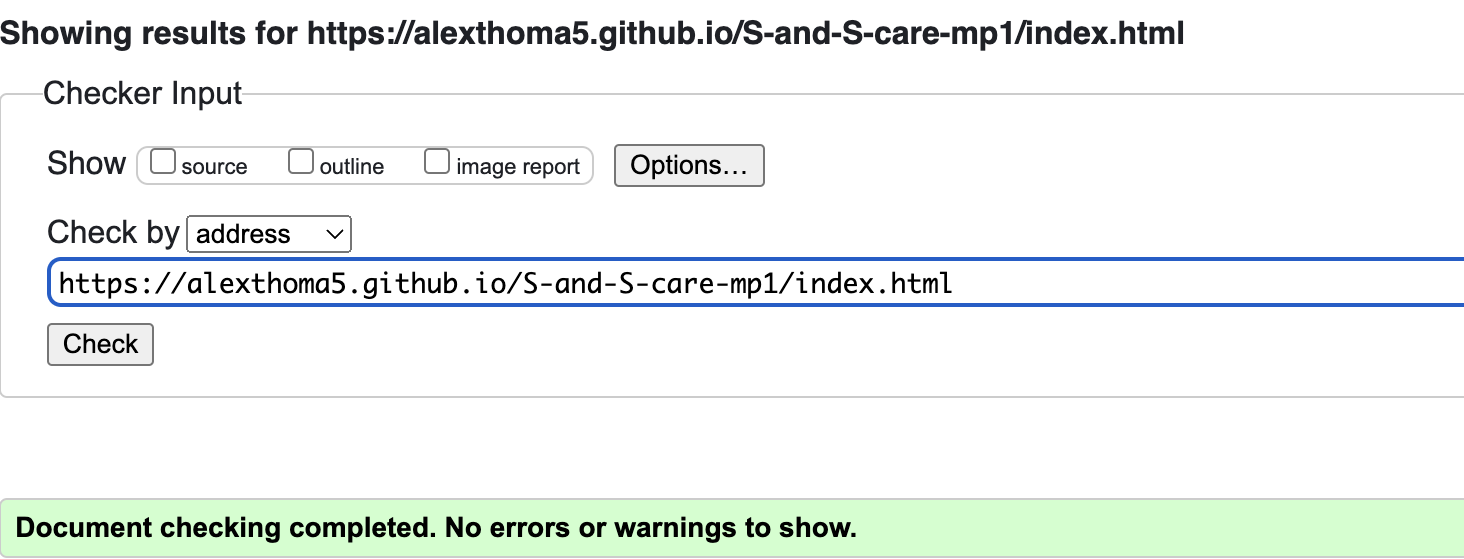 Showing results for https://alexthoma5.github.io/S-and-S-care-mp1/index.html
Checker Input
Show source outline image report Options…
Check by address
https://alexthoma5.github.io/S-and-S-care-mp1/index.html
Check
Document checking completed. No errors or warnings to show.